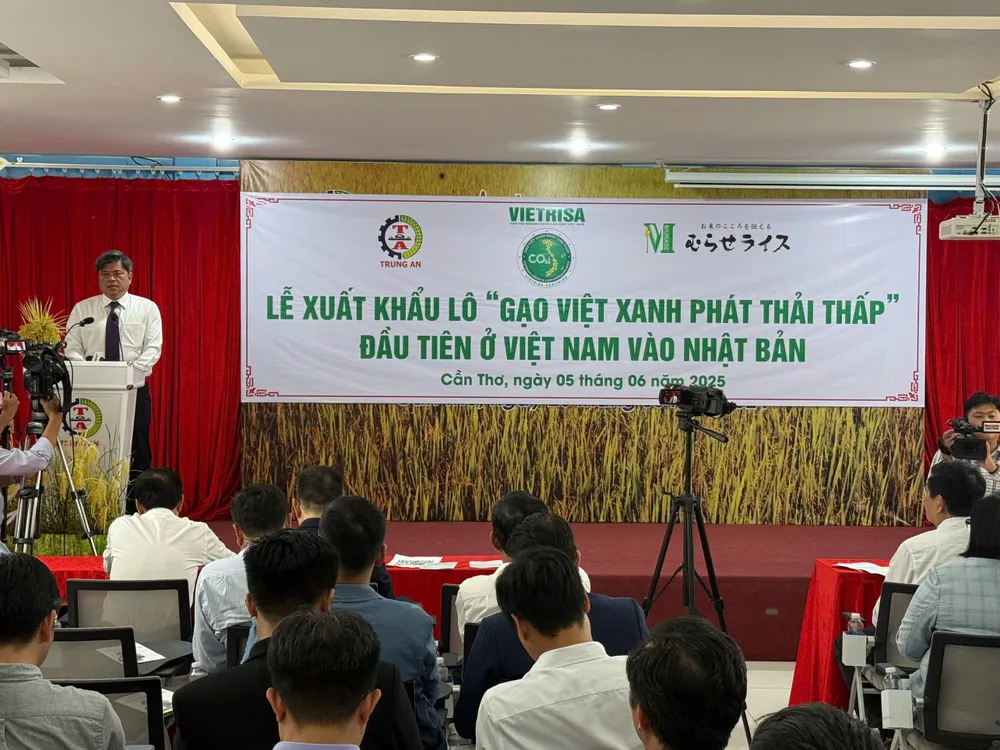 VIETRISA
TRUNG AN
CO₂
お米のこころを伝える
むらせライス
LỄ XUẤT KHẨU LÔ “GẠO VIỆT XANH PHÁT THẢI THẤP”
ĐẦU TIÊN Ở VIỆT NAM VÀO NHẬT BẢN
Cần Thơ, ngày 05 tháng 06 năm 2025